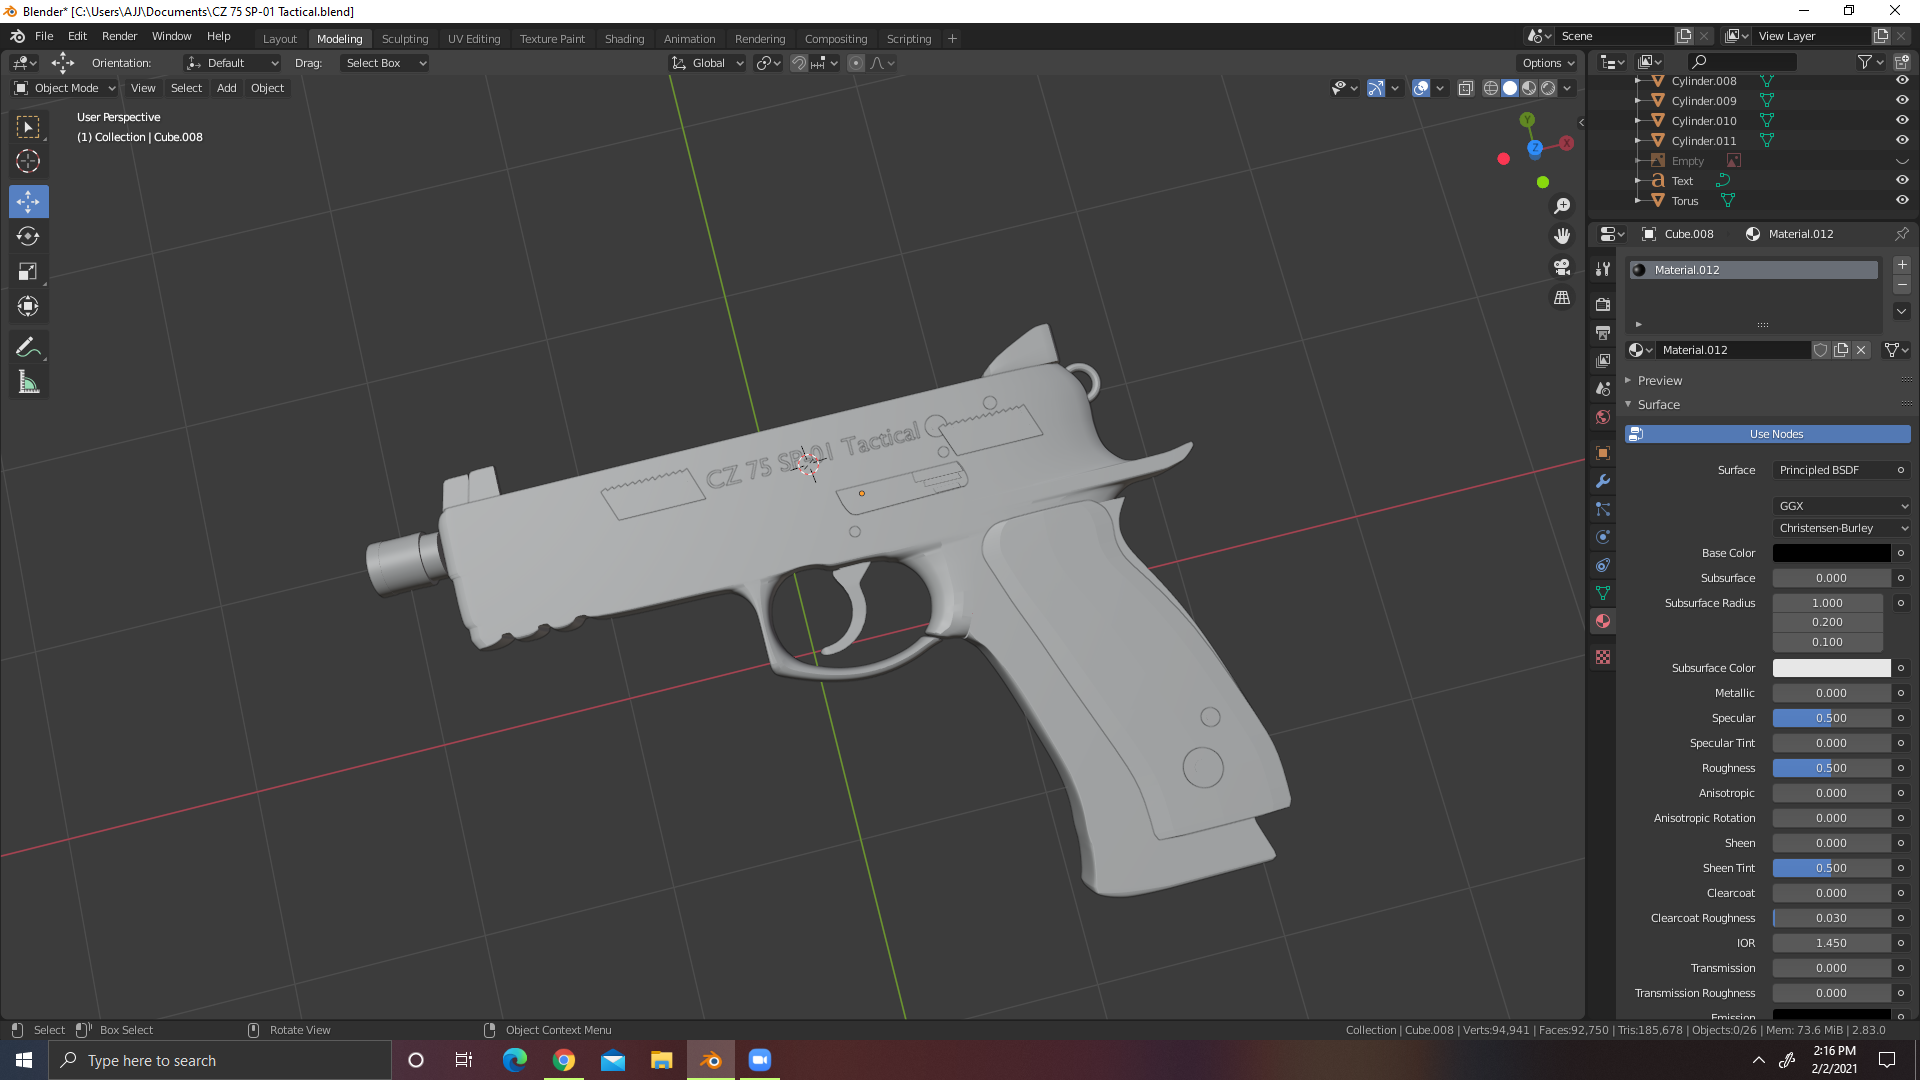 Blender* [C:\Users\AJJ\Documents\CZ 75 SP-01 Tactical.blend]
File Edit Render Window Help Layout Modeling Sculpting UV Editing Texture Paint Shading Animation Rendering Compositing Scripting + Scene View Layer
Orientation: Default Drag: Select Box Global Options
Object Mode View Select Add Object
User Perspective
(1) Collection | Cube.008
Y X Z
CZ 75 SP-01 Tactical
Cylinder.008
Cylinder.009
Cylinder.010
Cylinder.011
Empty
Text
Torus
Cube.008 Material.012
Material.012
Material.012
Preview
Surface
Use Nodes
Surface Principled BSDF
GGX
Christensen-Burley
Base Color
Subsurface 0.000
Subsurface Radius 1.000
0.200
0.100
Subsurface Color
Metallic 0.000
Specular 0.500
Specular Tint 0.000
Roughness 0.500
Anisotropic 0.000
Anisotropic Rotation 0.000
Sheen 0.000
Sheen Tint 0.500
Clearcoat 0.000
Clearcoat Roughness 0.030
IOR 1.450
Transmission 0.000
Transmission Roughness 0.000
Emission
Select Box Select Rotate View Object Context Menu Collection | Cube.008 | Verts:94,941 | Faces:92,750 | Tris:185,678 | Objects:0/26 | Mem: 73.6 MiB | 2.83.0
Type here to search
2:16 PM
2/2/2021